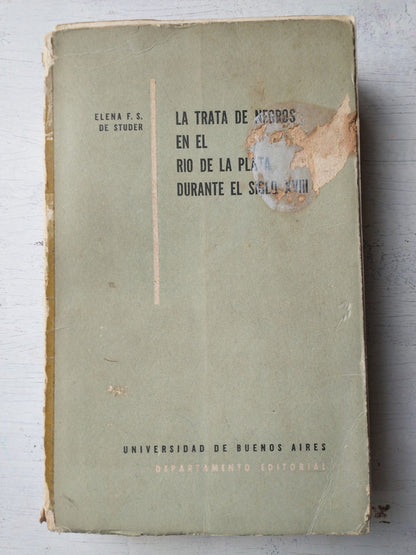 ELENA F. S.
DE STUDER
LA TRATA DE NEGROS
EN EL
RIO DE LA PLATA
DURANTE EL SIGLO XVIII
UNIVERSIDAD DE BUENOS AIRES
DEPARTAMENTO EDITORIAL